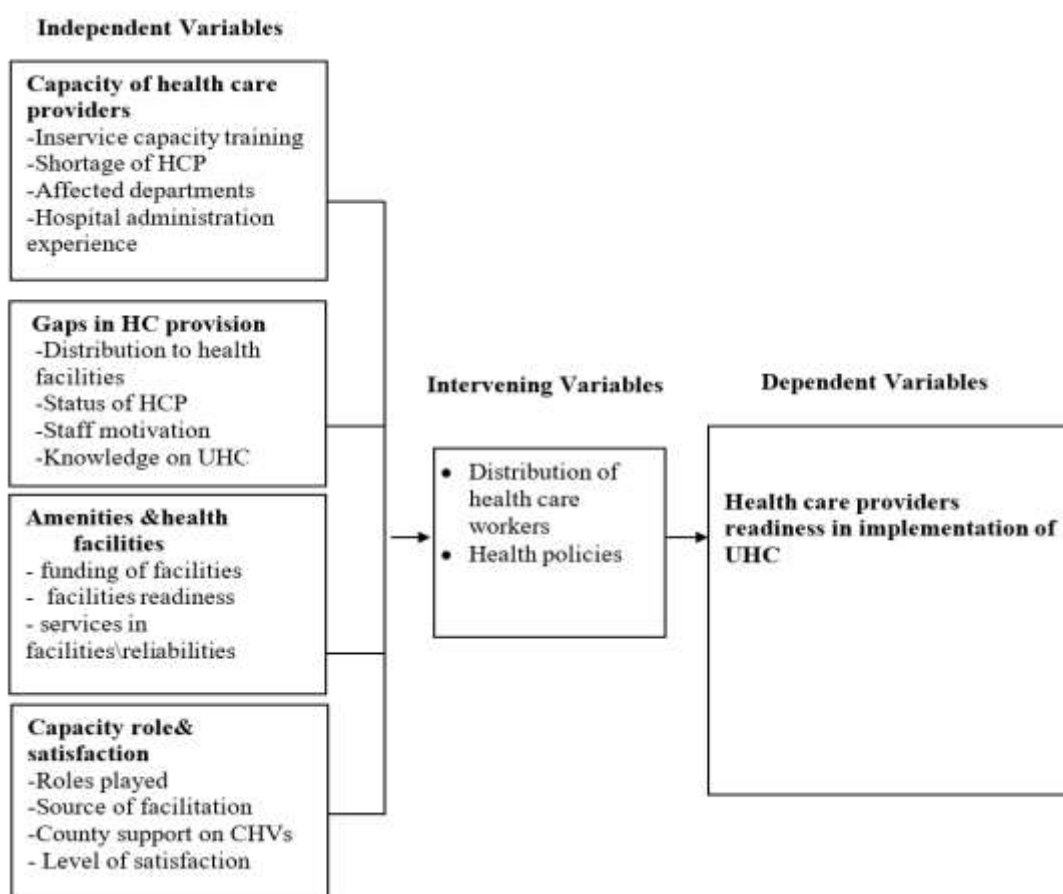 Independent Variables
Capacity of health care
providers
-Inservice capacity training
-Shortage of HCP
-Affected departments
-Hospital administration
experience
Gaps in HC provision
-Distribution to health
facilities
-Status of HCP
-Staff motivation
-Knowledge on UHC
Amenities &health
facilities
- funding of facilities
- facilities readiness
- services in
facilities\reliabilities
Capacity role&
satisfaction
-Roles played
-Source of facilitation
-County support on CHVs
- Level of satisfaction
Intervening Variables
• Distribution of
health care
workers
• Health policies
Dependent Variables
Health care providers
readiness in implementation of
UHC